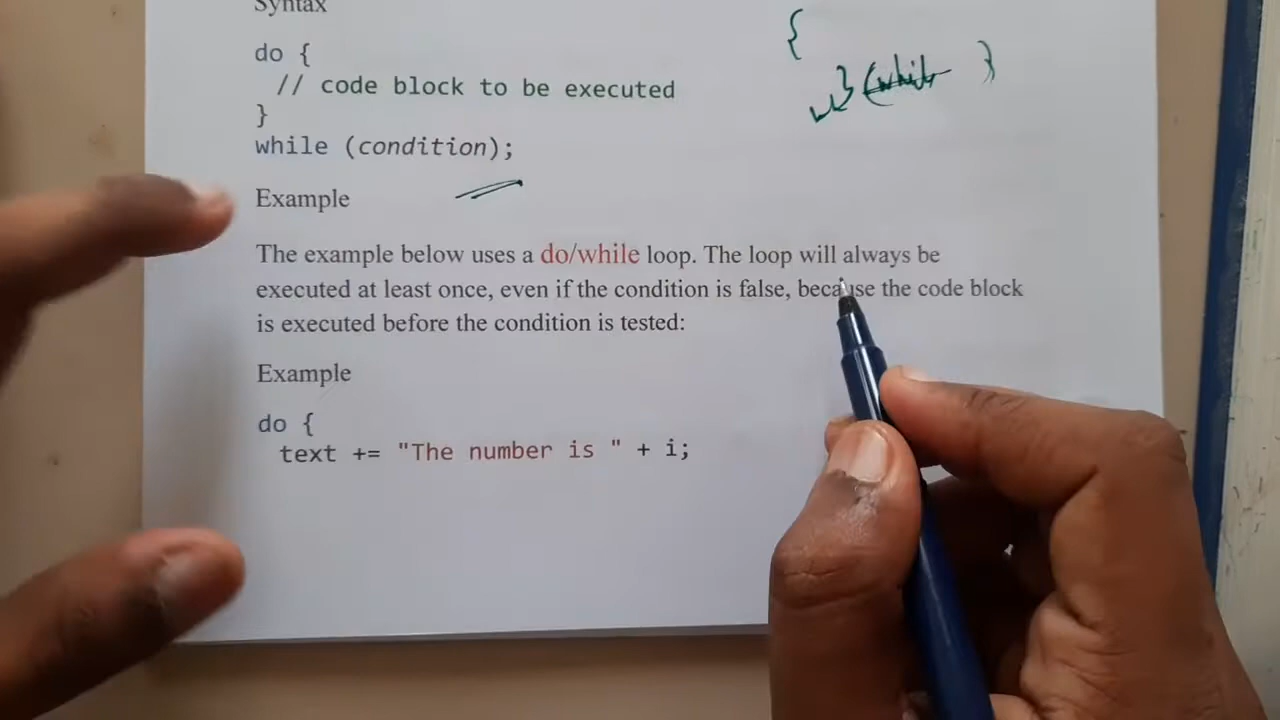 Syntax
{
do {
// code block to be executed
} (while }
}
while (condition);
Example
The example below uses a do/while loop. The loop will always be
executed at least once, even if the condition is false, because the code block
is executed before the condition is tested:
Example
do {
text += "The number is " + i;